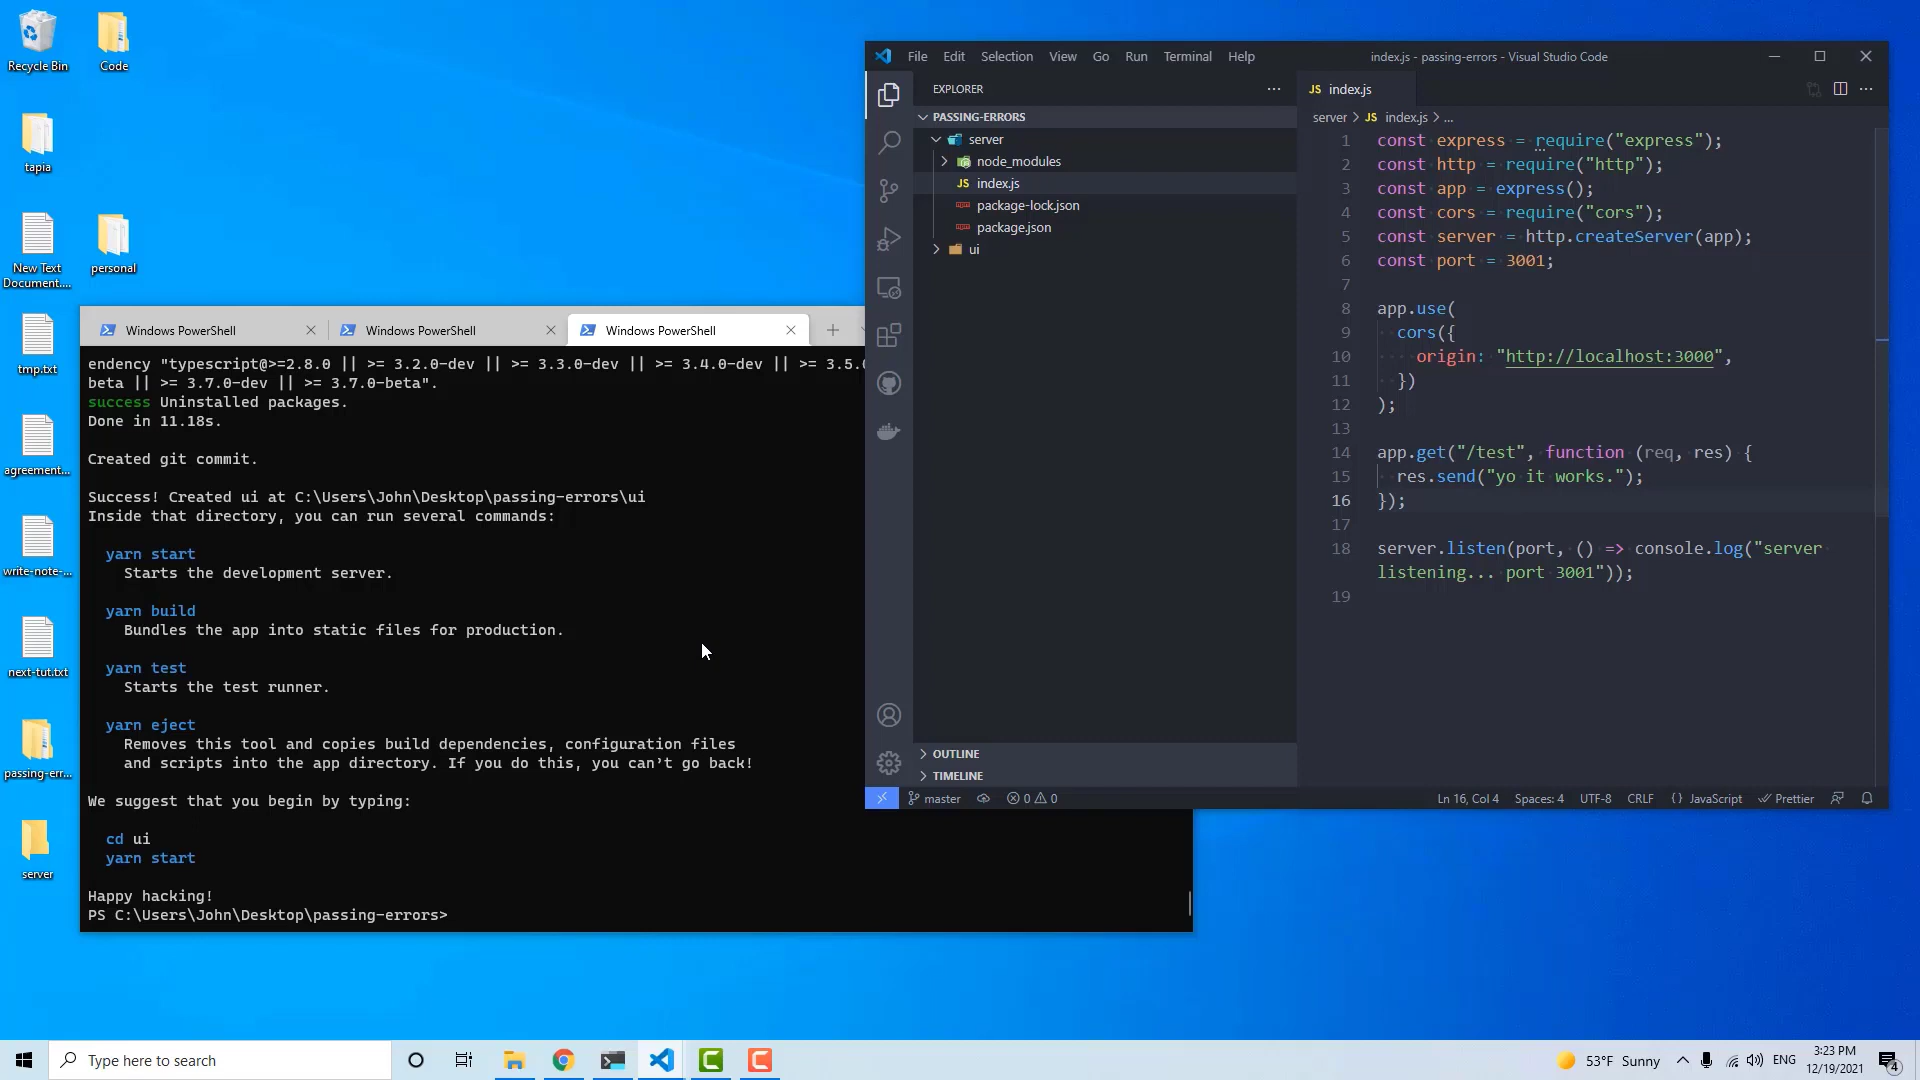 Recycle Bin
Code
tapia
New Text
Document....
personal
tmp.txt
agreement...
write-note-...
next-tut.txt
passing-err...
server
Windows PowerShell
Windows PowerShell
Windows PowerShell
endency "typescript@>=2.8.0 || >= 3.2.0-dev || >= 3.3.0-dev || >= 3.4.0-dev || >= 3.5.0
beta || >= 3.7.0-dev || >= 3.7.0-beta".
success Uninstalled packages.
Done in 11.18s.
Created git commit.
Success! Created ui at C:\Users\John\Desktop\passing-errors\ui
Inside that directory, you can run several commands:
yarn start
Starts the development server.
yarn build
Bundles the app into static files for production.
yarn test
Starts the test runner.
yarn eject
Removes this tool and copies build dependencies, configuration files
and scripts into the app directory. If you do this, you can't go back!
We suggest that you begin by typing:
cd ui
yarn start
Happy hacking!
PS C:\Users\John\Desktop\passing-errors>
File Edit Selection View Go Run Terminal Help
index.js - passing-errors - Visual Studio Code
EXPLORER
PASSING-ERRORS
server
node_modules
JS index.js
package-lock.json
package.json
ui
OUTLINE
TIMELINE
JS index.js
server > JS index.js > ...
1 const express = require("express");
2 const http = require("http");
3 const app = express();
4 const cors = require("cors");
5 const server = http.createServer(app);
6 const port = 3001;
7
8 app.use(
9 cors({
10 origin: "http://localhost:3000",
11 })
12 );
13
14 app.get("/test", function (req, res) {
15 res.send("yo it works.");
16 });
17
18 server.listen(port, () => console.log("server
listening... port 3001"));
19
master 0 0 Ln 16, Col 4 Spaces: 4 UTF-8 CRLF {} JavaScript Prettier
Type here to search
53°F Sunny
ENG
3:23 PM
12/19/2021
4